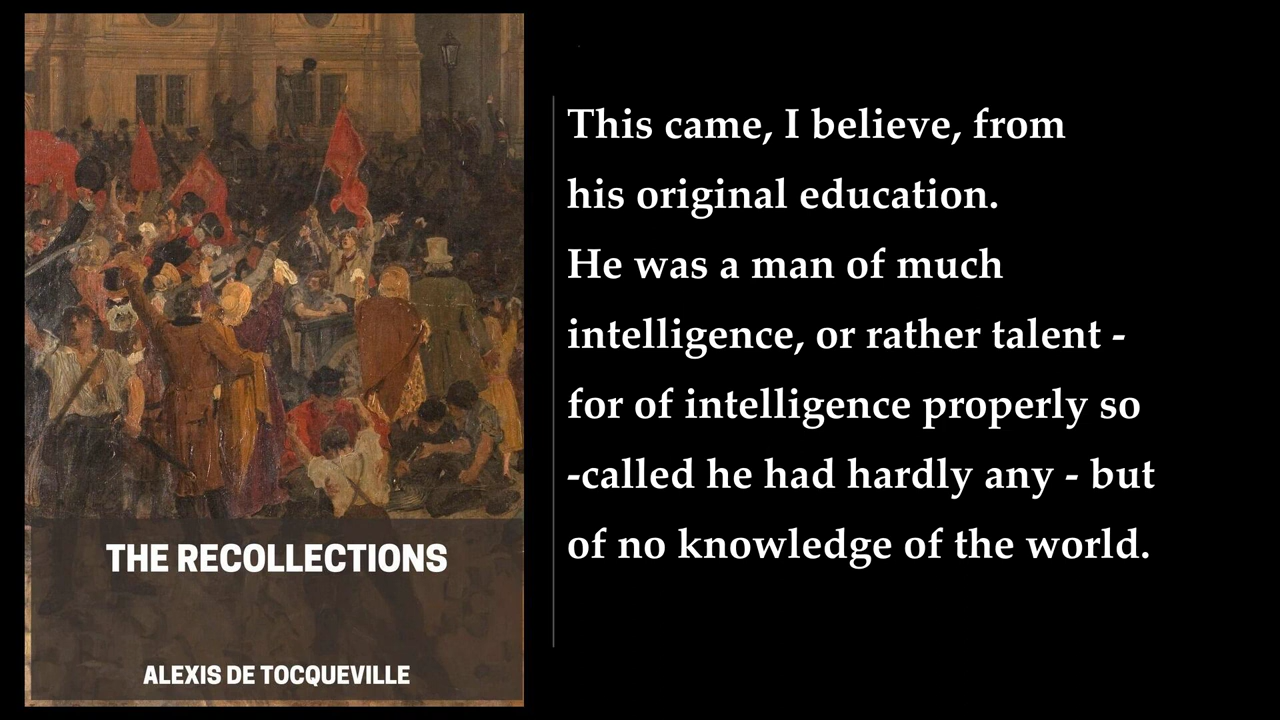 THE RECOLLECTIONS
ALEXIS DE TOCQUEVILLE
This came, I believe, from
his original education.
He was a man of much
intelligence, or rather talent -
for of intelligence properly so
-called he had hardly any - but
of no knowledge of the world.